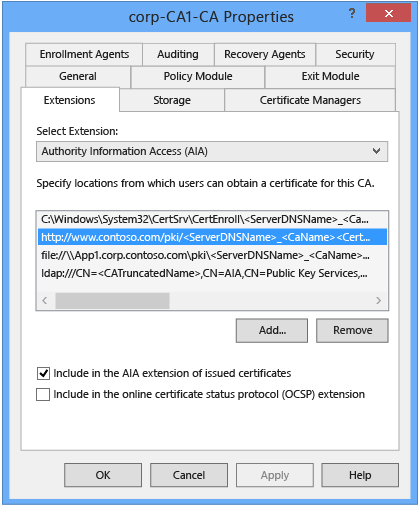 corp-CA1-CA Properties
?
Enrollment Agents Auditing Recovery Agents Security
General Policy Module Exit Module
Extensions Storage Certificate Managers
Select Extension:
Authority Information Access (AIA)
Specify locations from which users can obtain a certificate for this CA.
C:\Windows\System32\CertSrv\CertEnroll\<ServerDNSName>_<Ca...
http://www.contoso.com/pki/<ServerDNSName>_<CaName><Cert...
file://\\App1.corp.contoso.com\pki\<ServerDNSName>_<CaName>...
ldap:///CN=<CATruncatedName>,CN=AIA,CN=Public Key Services,...
Add... Remove
Include in the AIA extension of issued certificates
Include in the online certificate status protocol (OCSP) extension
OK Cancel Apply Help